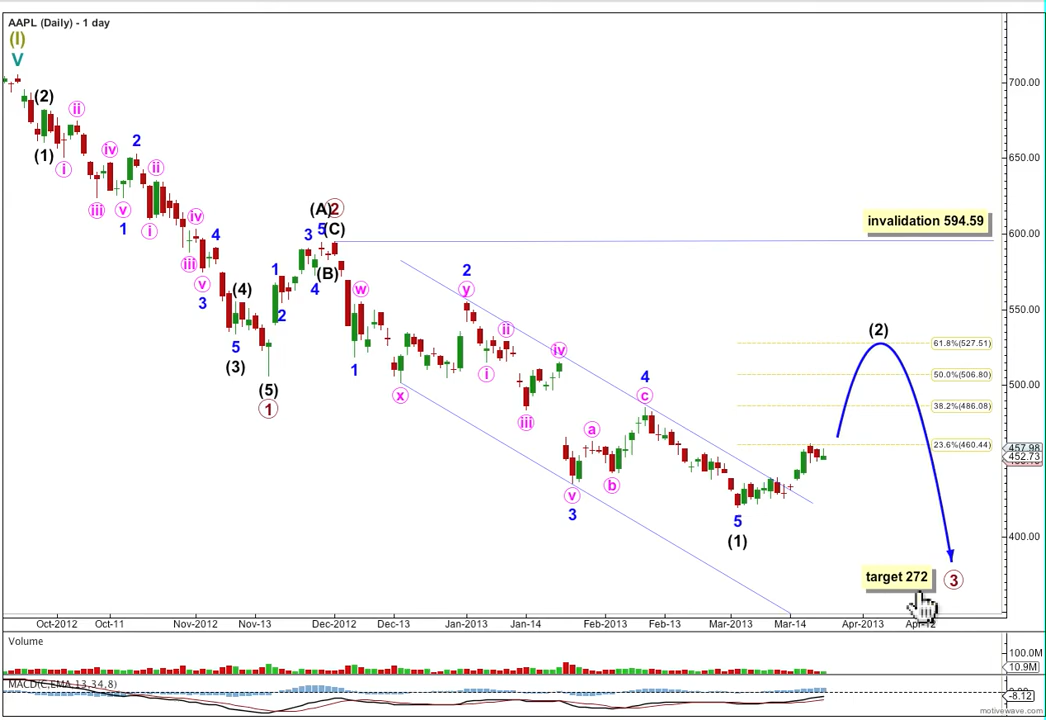 AAPL (Daily) - 1 day
(I)
V
(2)
(1)
ii
i
iv
iii
v
1
2
ii
i
iv
iii
v
3
4
(4)
5
(3)
(5)
1
1
2
3
4
5
(A)
2
(C)
(B)
w
1
x
2
y
ii
i
iii
iv
v
3
a
b
4
c
5
(1)
invalidation 594.59
(2)
61.8%(527.51)
50.0%(506.80)
38.2%(486.08)
23.6%(460.44)
target 272
3
700.00
650.00
600.00
550.00
500.00
457.98
452.73
400.00
Oct-2012
Oct-11
Nov-2012
Nov-13
Dec-2012
Dec-13
Jan-2013
Jan-14
Feb-2013
Feb-13
Mar-2013
Mar-14
Apr-2013
Apr-12
Volume
100.0M
10.9M
MACD(C,EMA,13,34,8)
-8.12
motivewave.com